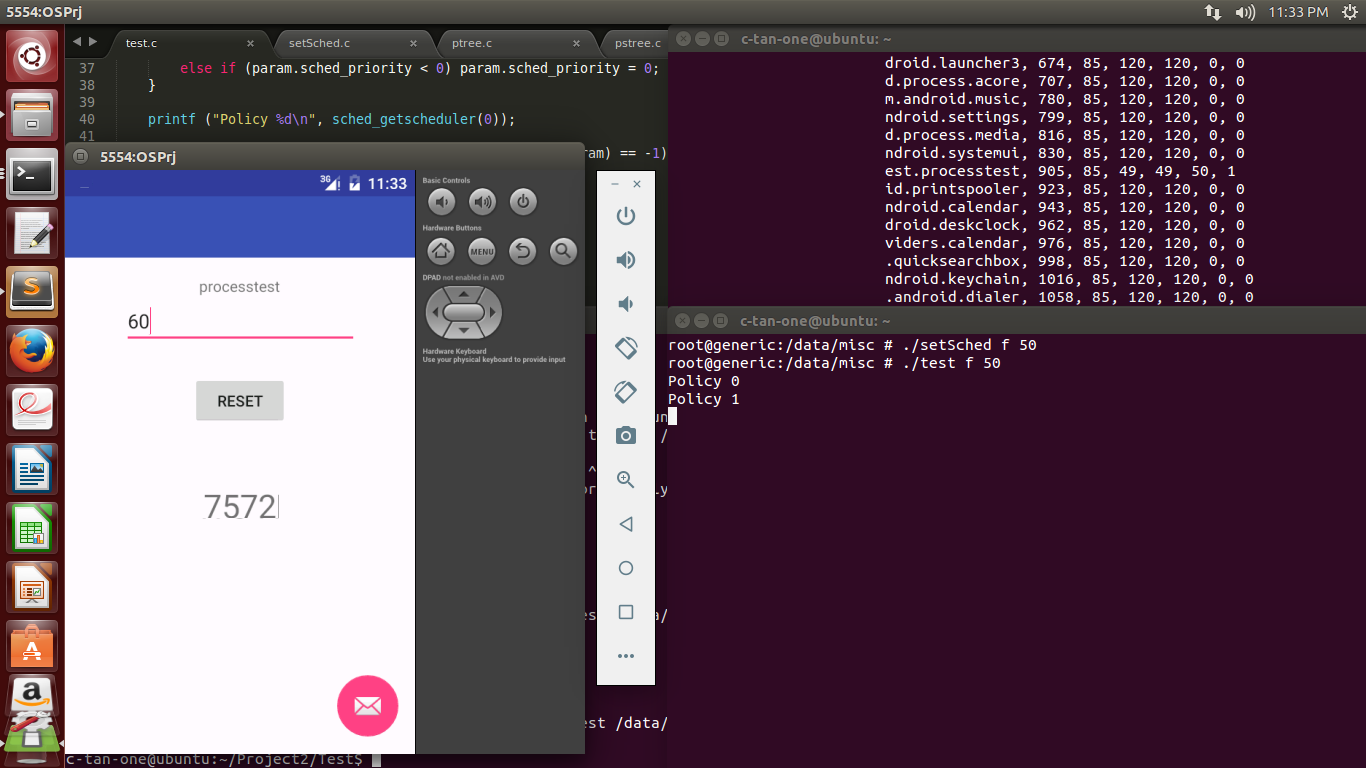 5554:OSPrj
11:33 PM
test.c
setSched.c
ptree.c
pstree.c
37 else if (param.sched_priority < 0) param.sched_priority = 0;
38 }
39
40 printf ("Policy %d\n", sched_getscheduler(0));
41
am) == -1)
c-tan-one@ubuntu: ~
droid.launcher3, 674, 85, 120, 120, 0, 0
d.process.acore, 707, 85, 120, 120, 0, 0
m.android.music, 780, 85, 120, 120, 0, 0
ndroid.settings, 799, 85, 120, 120, 0, 0
d.process.media, 816, 85, 120, 120, 0, 0
ndroid.systemui, 830, 85, 120, 120, 0, 0
est.processtest, 905, 85, 49, 49, 50, 1
id.printspooler, 923, 85, 120, 120, 0, 0
ndroid.calendar, 943, 85, 120, 120, 0, 0
droid.deskclock, 962, 85, 120, 120, 0, 0
viders.calendar, 976, 85, 120, 120, 0, 0
.quicksearchbox, 998, 85, 120, 120, 0, 0
ndroid.keychain, 1016, 85, 120, 120, 0, 0
.android.dialer, 1058, 85, 120, 120, 0, 0
5554:OSPrj
3G 11:33
processtest
60
RESET
7572
Basic Controls
Hardware Buttons
MENU
DPAD not enabled in AVD
Hardware Keyboard
Use your physical keyboard to provide input
c-tan-one@ubuntu: ~
root@generic:/data/misc # ./setSched f 50
root@generic:/data/misc # ./test f 50
Policy 0
Policy 1
est /data/
c-tan-one@ubuntu:~/Project2/Test$